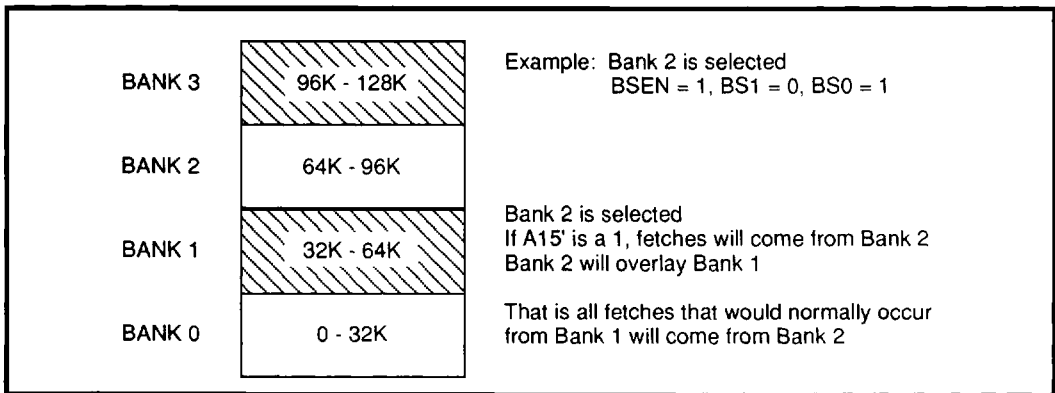 BANK 3
96K - 128K
Example: Bank 2 is selected
BSEN = 1, BS1 = 0, BS0 = 1
BANK 2
64K - 96K
BANK 1
32K - 64K
Bank 2 is selected
If A15' is a 1, fetches will come from Bank 2
Bank 2 will overlay Bank 1
BANK 0
0 - 32K
That is all fetches that would normally occur
from Bank 1 will come from Bank 2